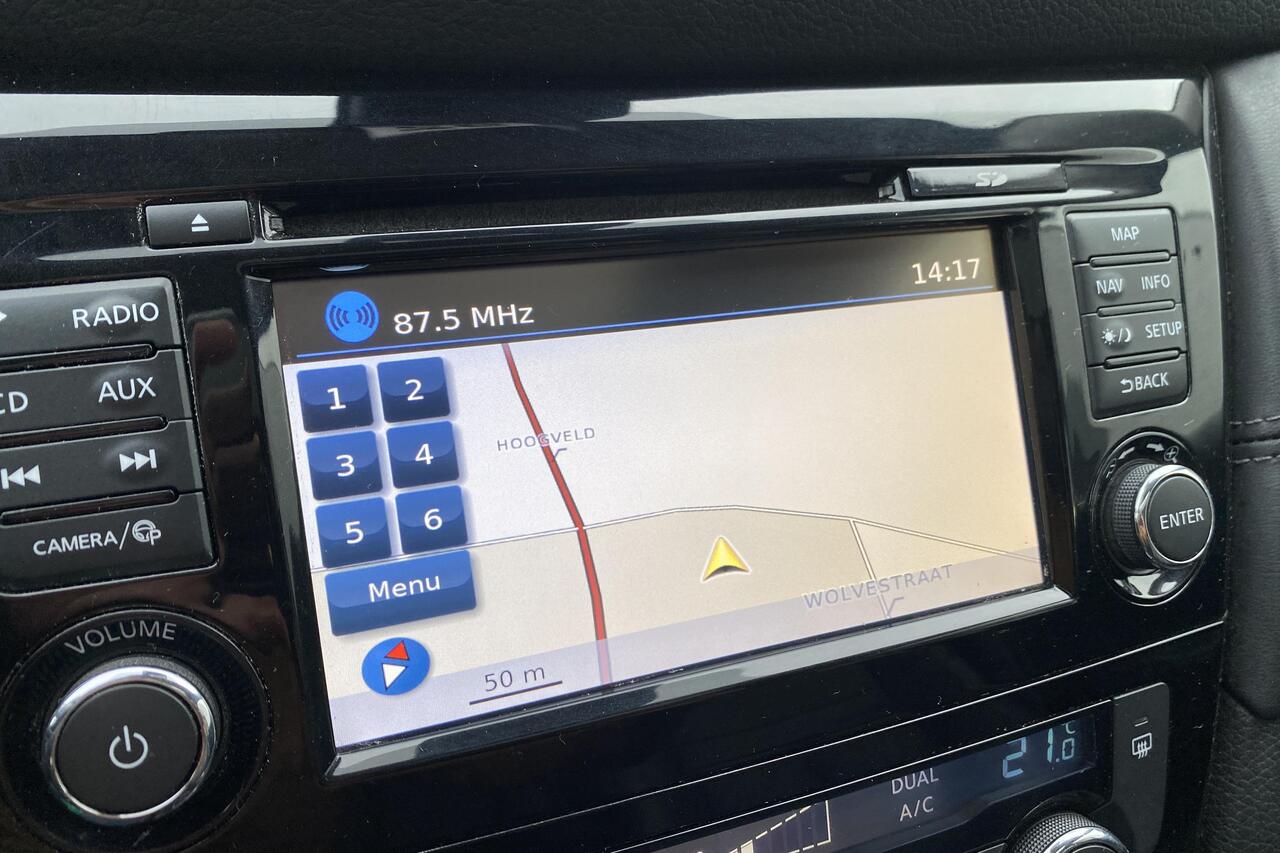 SD
MAP
NAV INFO
SETUP
BACK
ENTER
RADIO
CD AUX
CAMERA/
VOLUME
87.5 MHz
14:17
1 2
3 4
5 6
Menu
HOOGVELD
WOLVESTRAAT
50 m
DUAL
A/C
21.0 °C